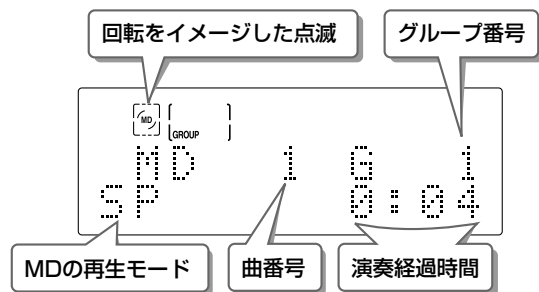 回転をイメージした点滅
グループ番号
MD
GROUP
MD 1 G 1
SP 0:04
MDの再生モード
曲番号
演奏経過時間